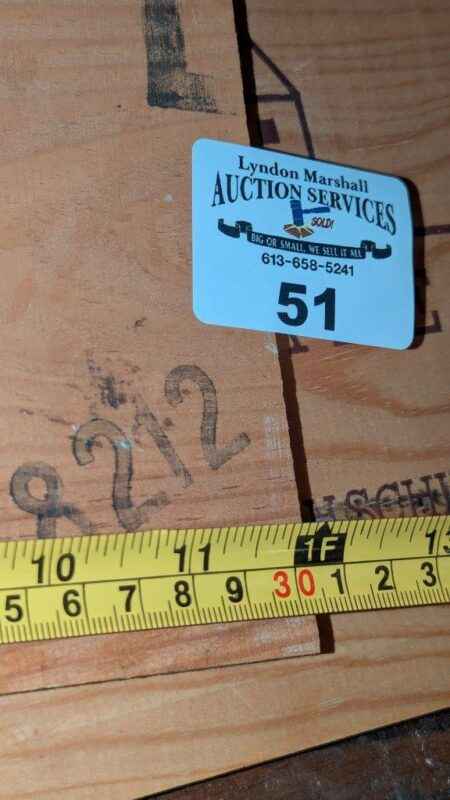 L
Lyndon Marshall
AUCTION SERVICES
SOLD!
BIG OR SMALL, WE SELL IT ALL
613-658-5241
51
8212
HSCHU
10 11 1F
5 6 7 8 9 30 1 2 3